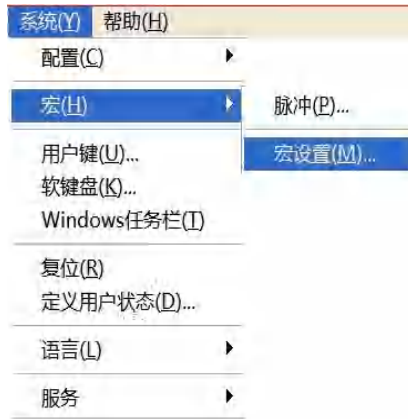 系统(Y) 帮助(H)
配置(C)
宏(H)
脉冲(P)...
宏设置(M)...
用户键(U)...
软键盘(K)...
Windows任务栏(T)
复位(R)
定义用户状态(D)...
语言(L)
服务